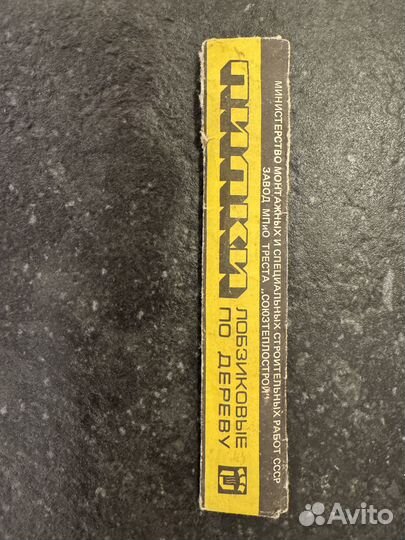 МИНИСТЕРСТВО МОНТАЖНЫХ И СПЕЦИАЛЬНЫХ СТРОИТЕЛЬНЫХ РАБОТ СССР
ЗАВОД МПиО ТРЕСТА „СОЮЗТЕПЛОСТРОЙ"
ПИЛКИ
ЛОБЗИКОВЫЕ
ПО ДЕРЕВУ
Avito